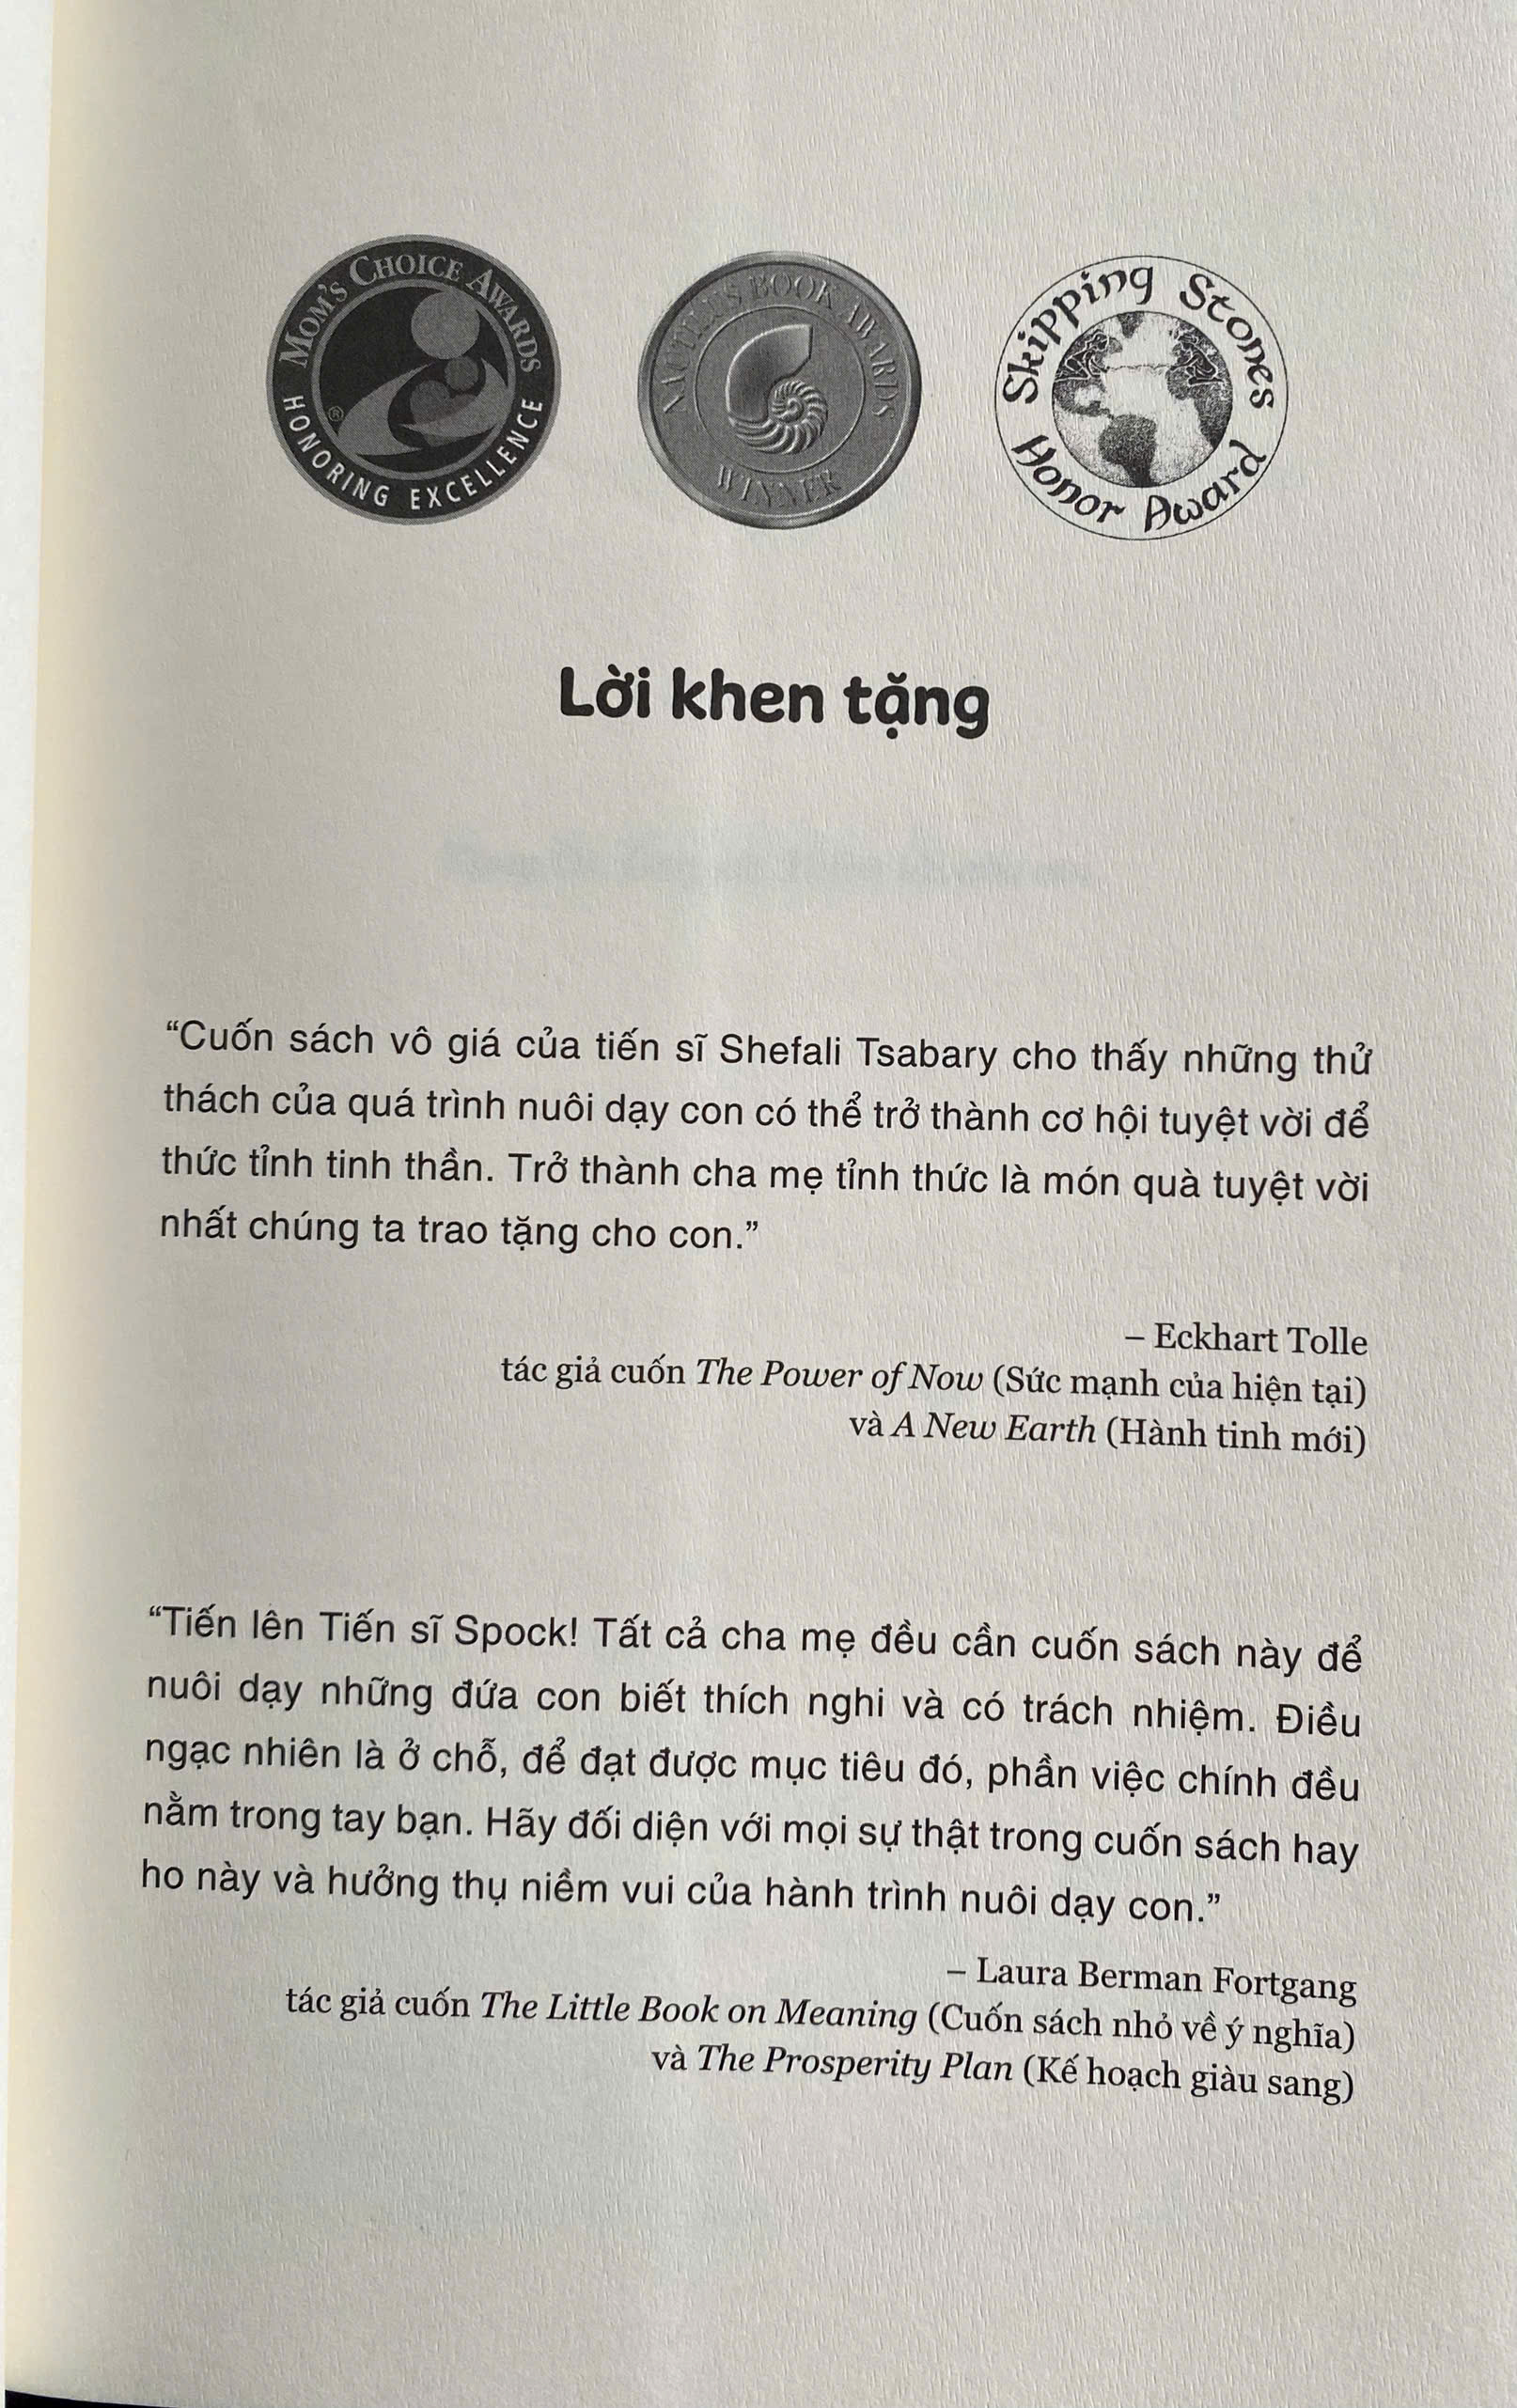 MOM'S CHOICE AWARDS
HONORING EXCELLENCE
®
NAUTILUS BOOK AWARDS
WINNER
Skipping Stones
Honor Award
Lời khen tặng
“Cuốn sách vô giá của tiến sĩ Shefali Tsabary cho thấy những thử
thách của quá trình nuôi dạy con có thể trở thành cơ hội tuyệt vời để
thức tỉnh tinh thần. Trở thành cha mẹ tỉnh thức là món quà tuyệt vời
nhất chúng ta trao tặng cho con.”
– Eckhart Tolle
tác giả cuốn The Power of Now (Sức mạnh của hiện tại)
và A New Earth (Hành tinh mới)
“Tiến lên Tiến sĩ Spock! Tất cả cha mẹ đều cần cuốn sách này để
nuôi dạy những đứa con biết thích nghi và có trách nhiệm. Điều
ngạc nhiên là ở chỗ, để đạt được mục tiêu đó, phần việc chính đều
nằm trong tay bạn. Hãy đối diện với mọi sự thật trong cuốn sách hay
ho này và hưởng thụ niềm vui của hành trình nuôi dạy con.”
– Laura Berman Fortgang
tác giả cuốn The Little Book on Meaning (Cuốn sách nhỏ về ý nghĩa)
và The Prosperity Plan (Kế hoạch giàu sang)